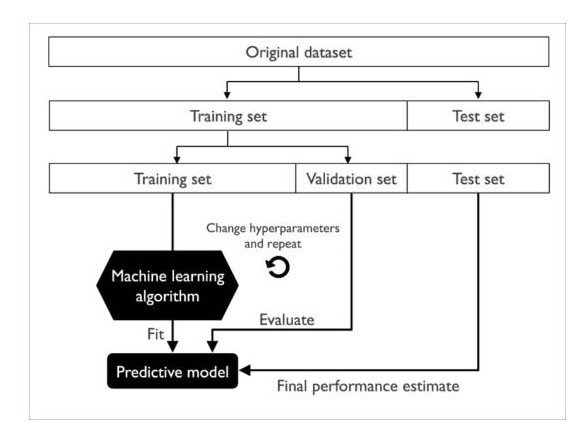 Original dataset
Training set
Test set
Training set
Validation set
Test set
Change hyperparameters
and repeat
Machine learning
algorithm
Evaluate
Fit
Predictive model
Final performance estimate